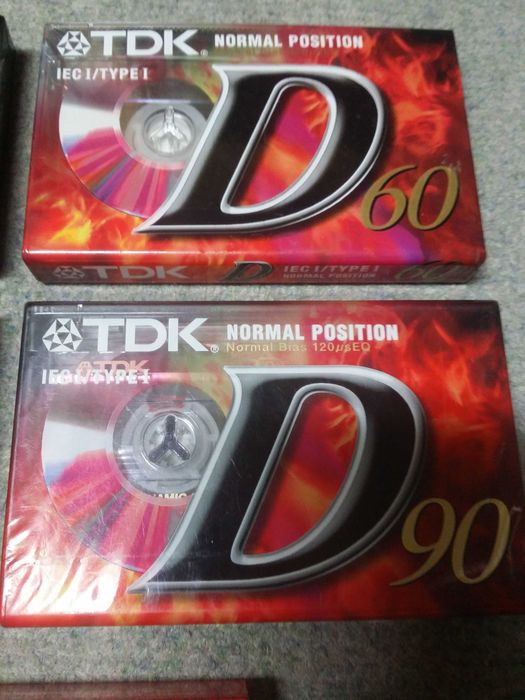 TDK. NORMAL POSITION
IEC I/TYPE I
D 60
TDK D IEC I/TYPE I 60
NORMAL POSITION
TDK. NORMAL POSITION
Normal Bias 120µsEQ
TDK
IEC I/TYPE I
D 90